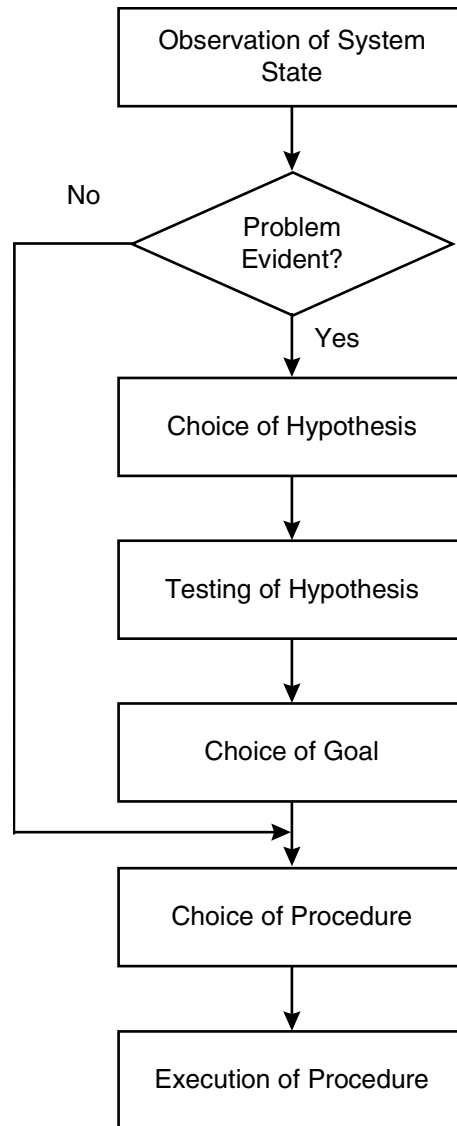 Observation of System
State
No
Problem
Evident?
Yes
Choice of Hypothesis
Testing of Hypothesis
Choice of Goal
Choice of Procedure
Execution of Procedure